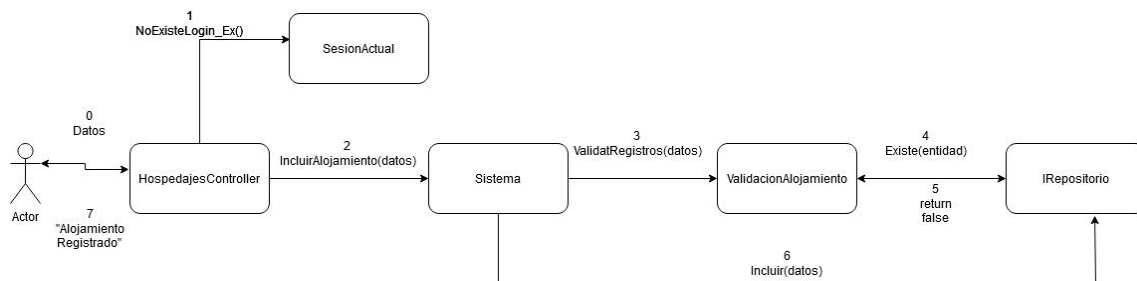 1
NoExisteLogin_Ex()
SesionActual
0
Datos
2
IncluirAlojamiento(datos)
3
ValidatRegistros(datos)
4
Existe(entidad)
HospedajesController
Sistema
ValidacionAlojamiento
IRepositorio
Actor
7
"Alojamiento
Registrado"
5
return
false
6
Incluir(datos)